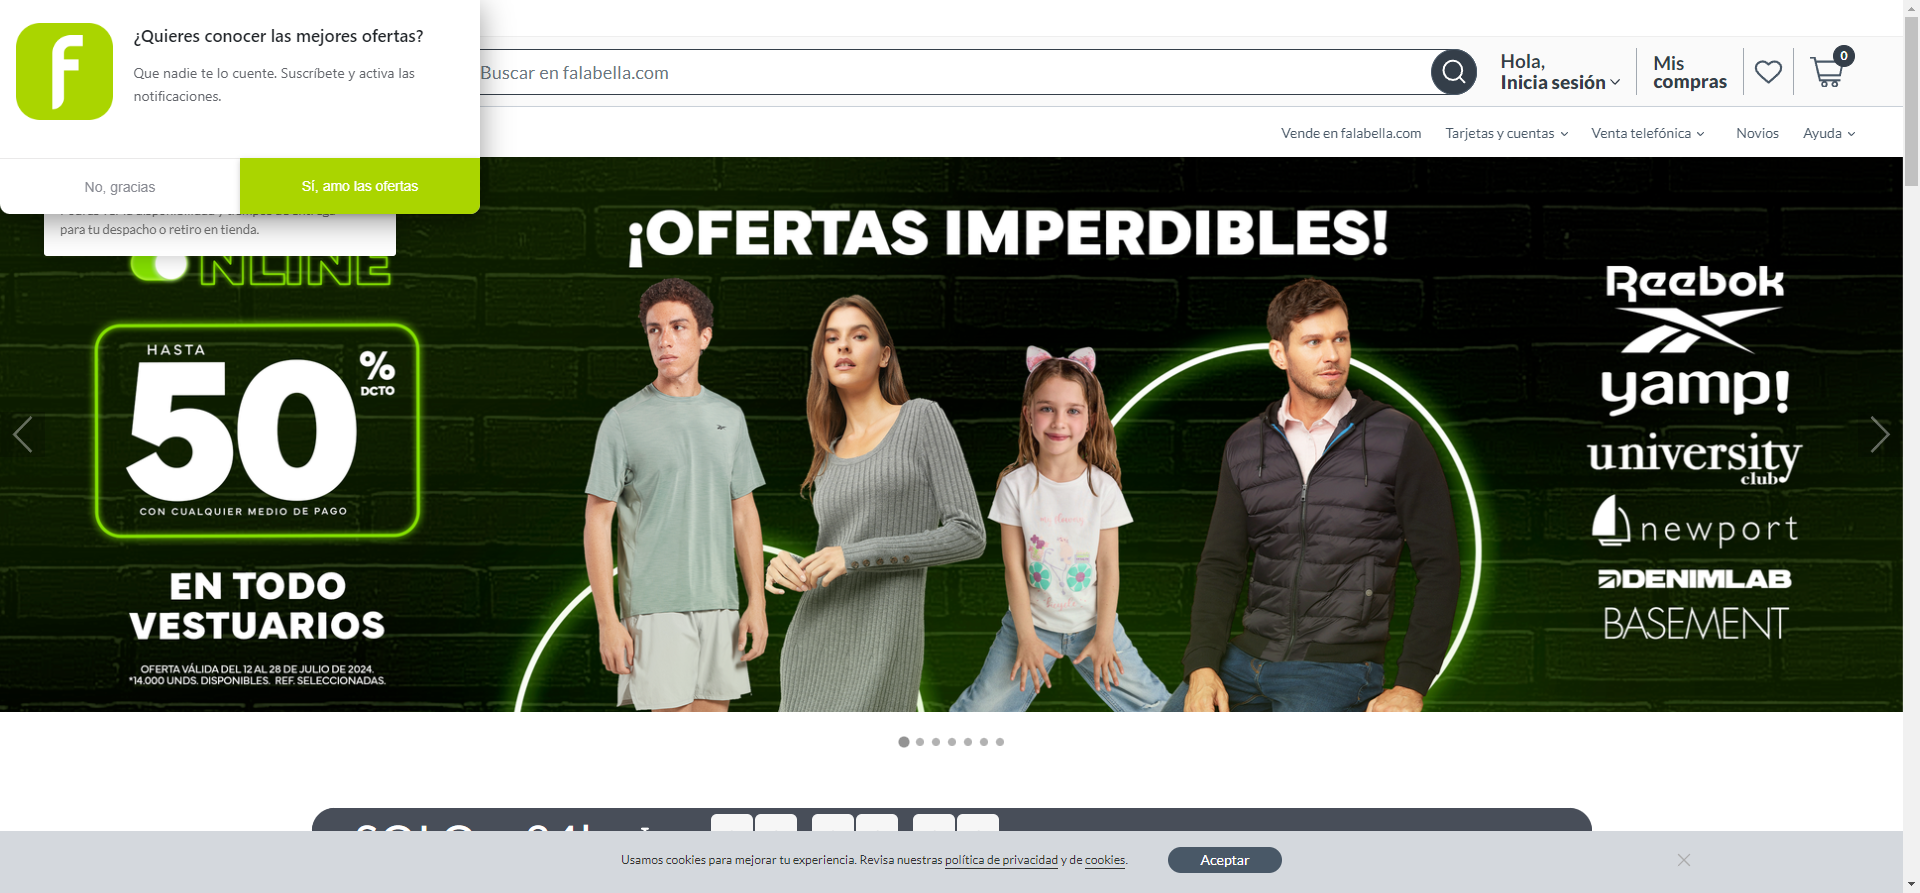 ¿Quieres conocer las mejores ofertas?
Que nadie te lo cuente. Suscríbete y activa las
notificaciones.
No, gracias
Sí, amo las ofertas
Buscar en falabella.com
Hola,
Inicia sesión
Mis
compras
0
Vende en falabella.com
Tarjetas y cuentas
Venta telefónica
Novios
Ayuda
para tu despacho o retiro en tienda.
NLINE
HASTA
50
%
DCTO
CON CUALQUIER MEDIO DE PAGO
EN TODO
VESTUARIOS
OFERTA VÁLIDA DEL 12 AL 28 DE JULIO DE 2024.
*14.000 UNDS. DISPONIBLES. REF. SELECCIONADAS.
¡OFERTAS IMPERDIBLES!
Reebok
yamp!
university
club
newport
DENIMLAB
BASEMENT
Usamos cookies para mejorar tu experiencia. Revisa nuestras política de privacidad y de cookies.
Aceptar